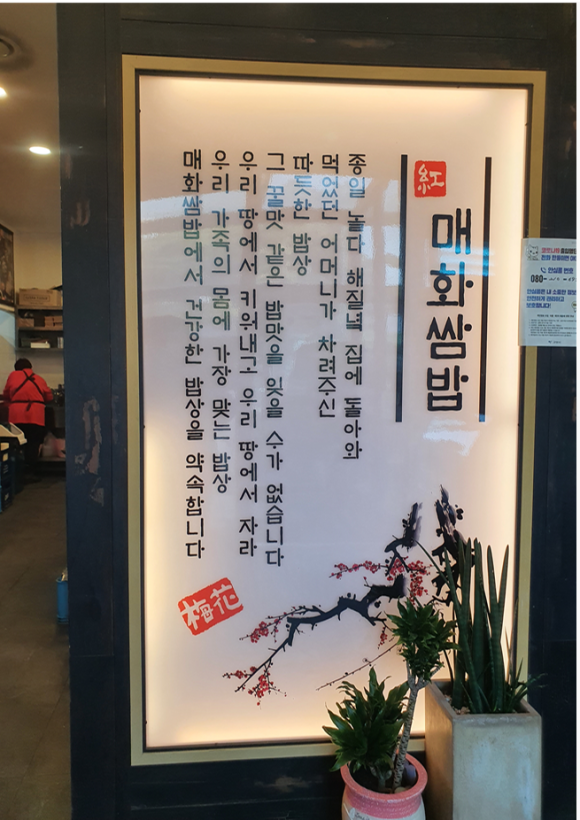 紅
매화쌈밥
종일 놀다 해질녘 집에 돌아와
먹었던 어머니가 차려주신
따듯한 밥상
그 꿀맛 같은 밥맛을 잊을 수가 없습니다
우리 땅에서 키워내고 우리 땅에서 자라
우리 가족의 몸에 가장 맞는 밥상
매화쌈밥에서 건강한 밥상을 약속합니다
梅花
080-